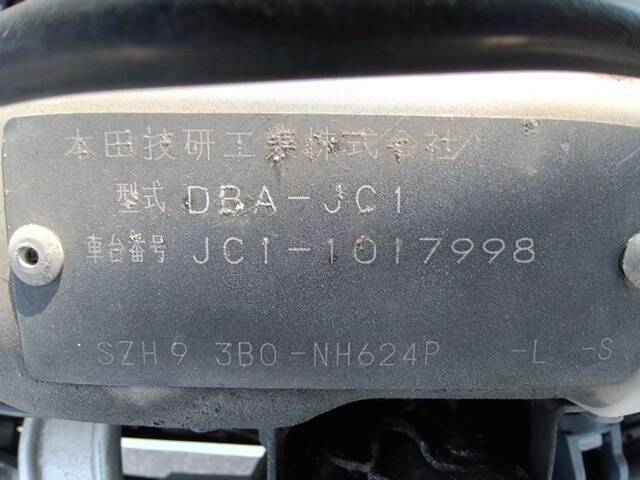 本田技研工業株式会社
型式 DBA-JC1
車台番号 JC1-1017998
SZH9 3B0-NH624P -L -S